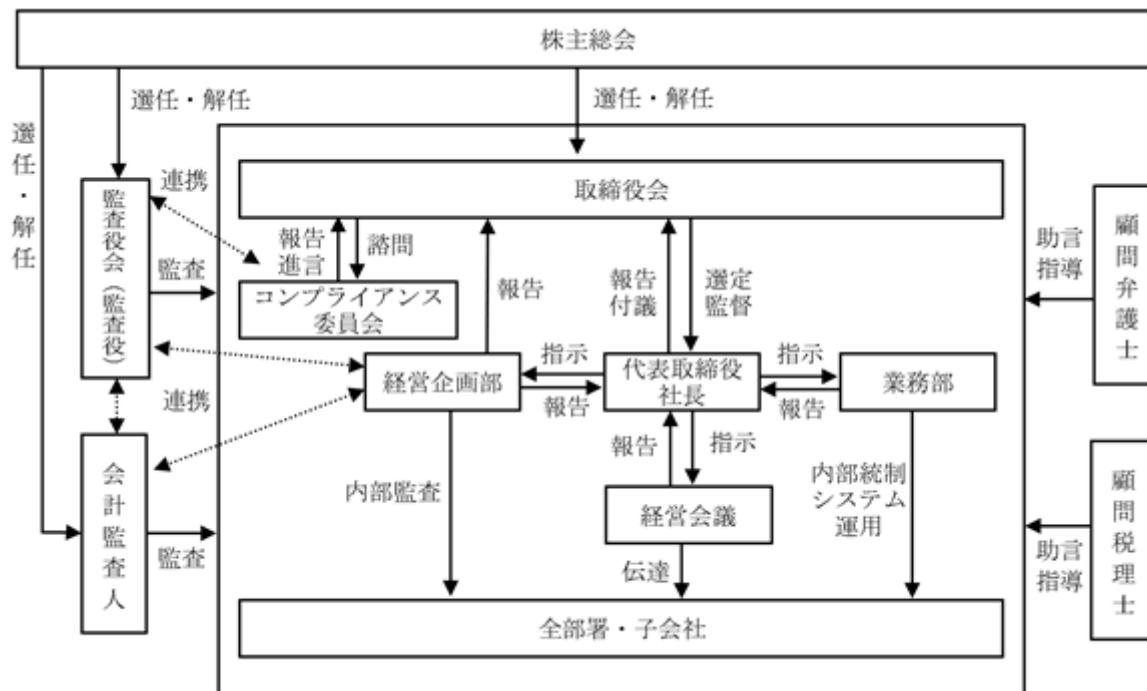 株主総会
選任・解任
選任・解任
選任・解任
取締役会
監査役会（監査役）
連携
監査
報告
進言
諮問
コンプライアンス
委員会
報告
報告
付議
選定
監督
助言
指導
顧問弁護士
経営企画部
指示
報告
代表取締役
社長
指示
報告
業務部
連携
会計監査人
監査
内部監査
報告
指示
経営会議
内部統制
システム
運用
伝達
助言
指導
顧問税理士
全部署・子会社